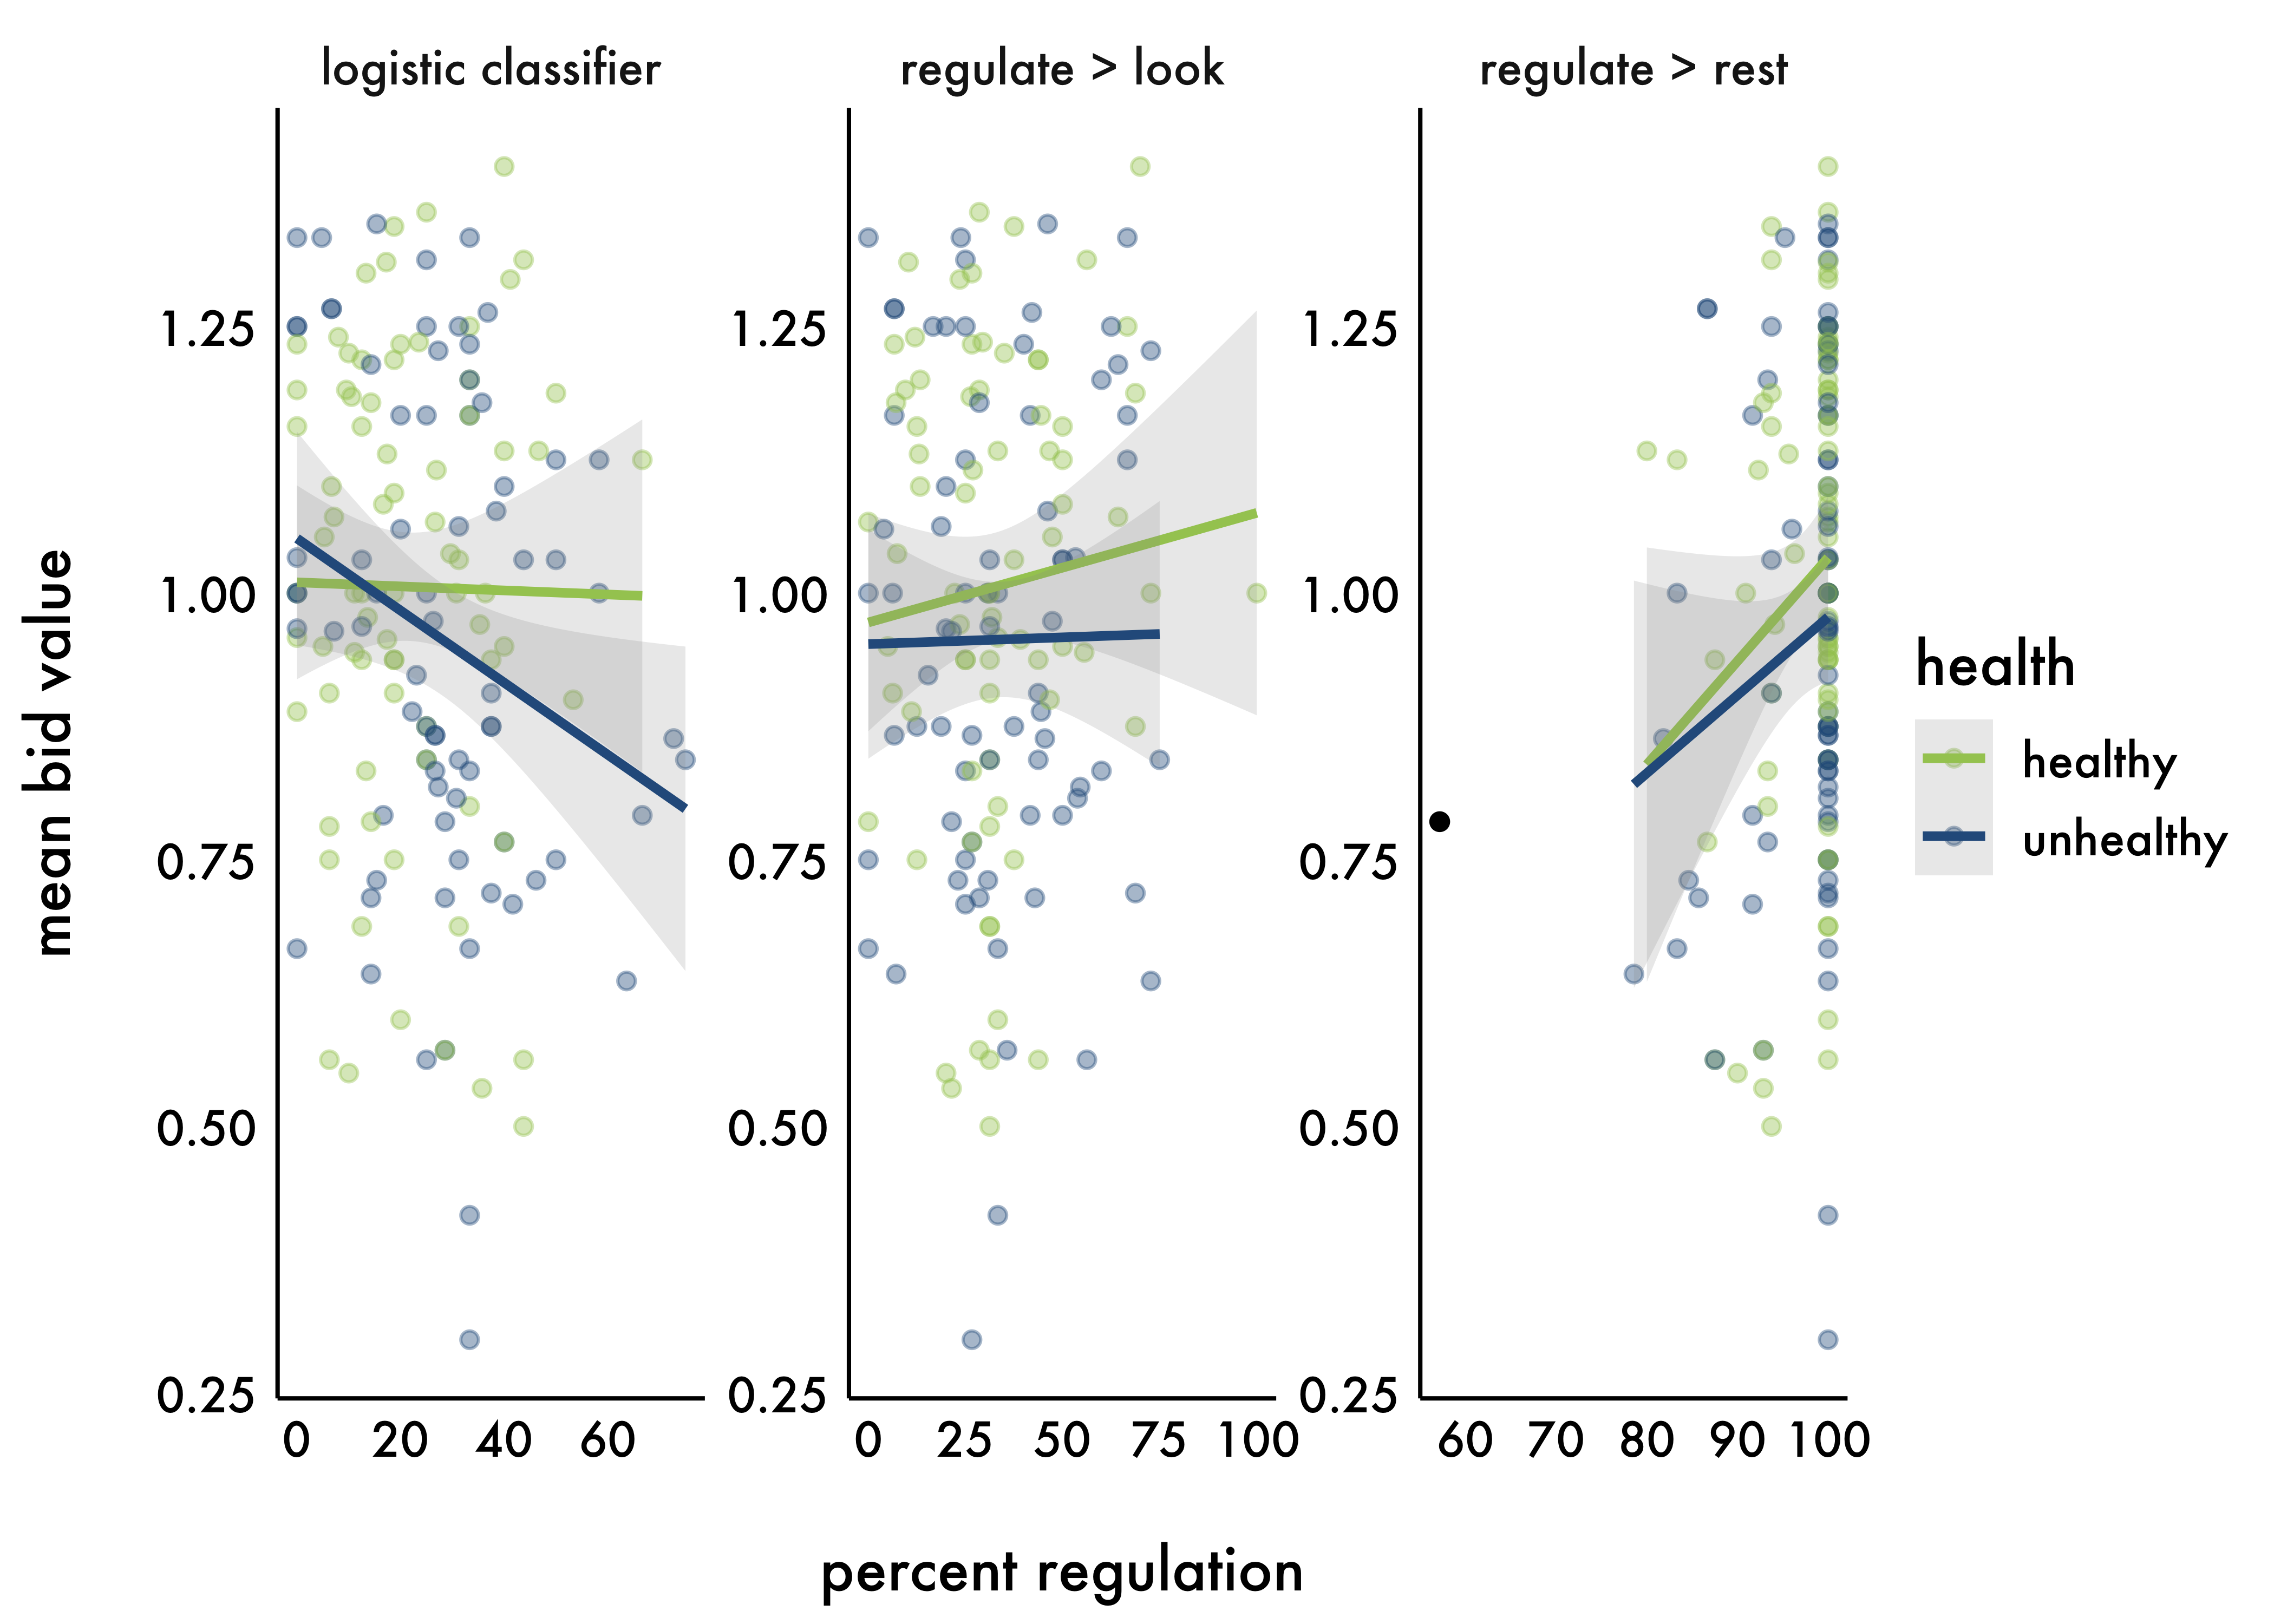 logistic classifier
regulate > look
regulate > rest
mean bid value
1.25
1.00
0.75
0.50
0.25
1.25
1.00
0.75
0.50
0.25
1.25
1.00
0.75
0.50
0.25
0 20 40 60
0 25 50 75 100
60 70 80 90 100
percent regulation
health
healthy
unhealthy